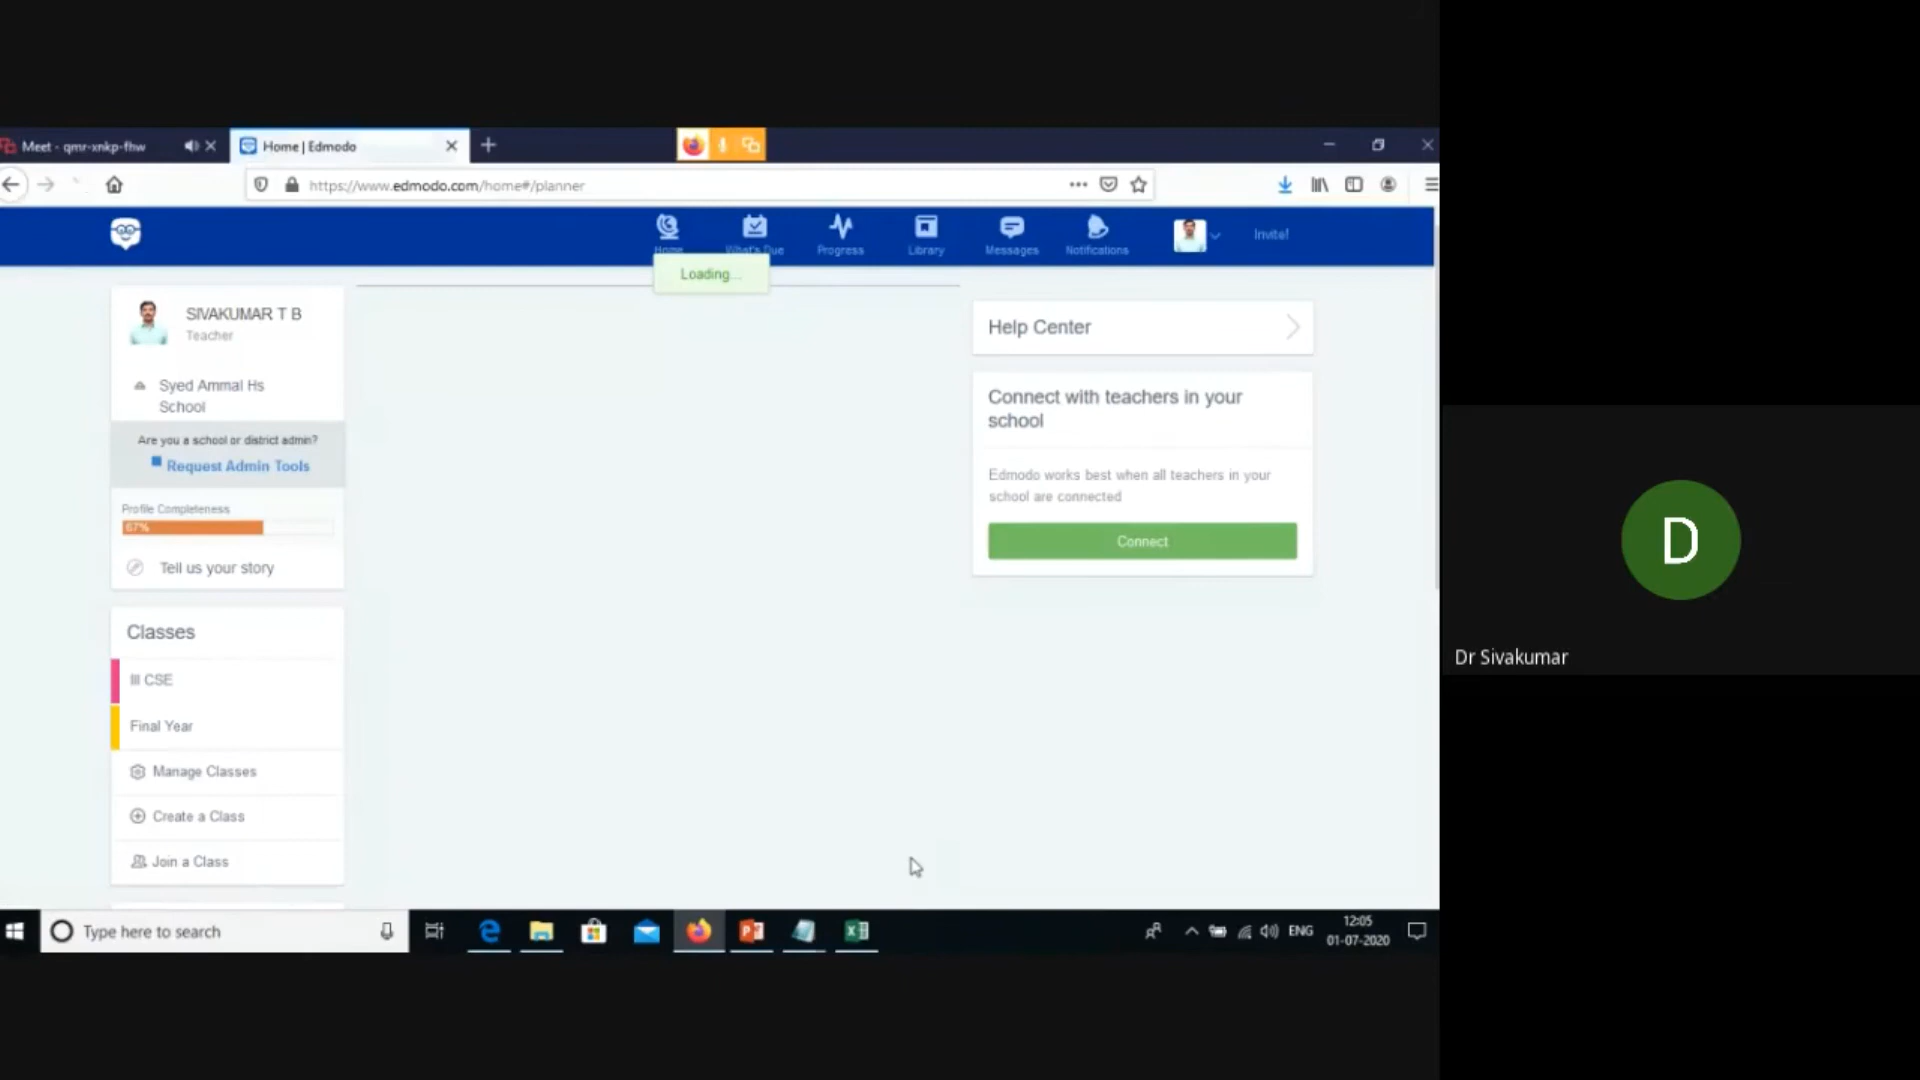 Meet - qmr-xnkp-fhw
Home | Edmodo
https://www.edmodo.com/home#/planner
Home
What's Due
Progress
Library
Messages
Notifications
Invite!
Loading...
SIVAKUMAR T B
Teacher
Syed Ammal Hs
School
Are you a school or district admin?
Request Admin Tools
Profile Completeness
67%
Tell us your story
Classes
III CSE
Final Year
Manage Classes
Create a Class
Join a Class
Help Center
Connect with teachers in your
school
Edmodo works best when all teachers in your
school are connected
Connect
D
Dr Sivakumar
Type here to search
ENG
12:05
01-07-2020